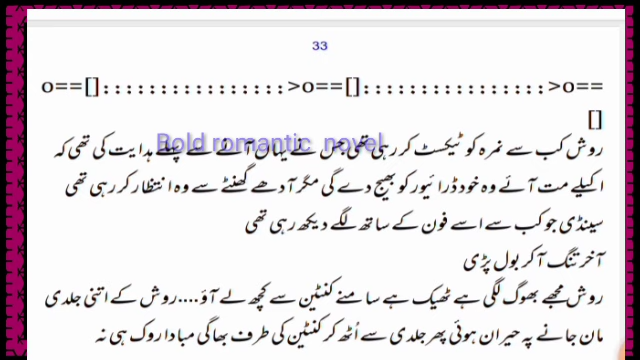 33
o==[]::::::::::::::::>o==[]::::::::::::::::>o==
[]
Bold romantic novel
روش کب سے نمرہ کو ٹیکسٹ کر رہی تھی جس نے یہاں آنے سے پہلے ہدایت کی تھی کہ
اکیلے مت آئے وہ خود ڈرائیور کو بھیج دے گی مگر آدھے گھنٹے سے وہ انتظار کر رہی تھی
سینڈی جو کب سے اسے فون کے ساتھ لگے دیکھ رہی تھی
آخر تنگ آ کر بول پڑی
روش مجھے بھوگ لگی ہے ٹھیک ہے سامنے کنٹین سے کچھ لے آؤ....روش کے اتنی جلدی
مان جانے پہ حیران ہوئی پھر جلدی سے اُٹھ کر کنٹین کی طرف بھاگی مبادا روک ہی نہ